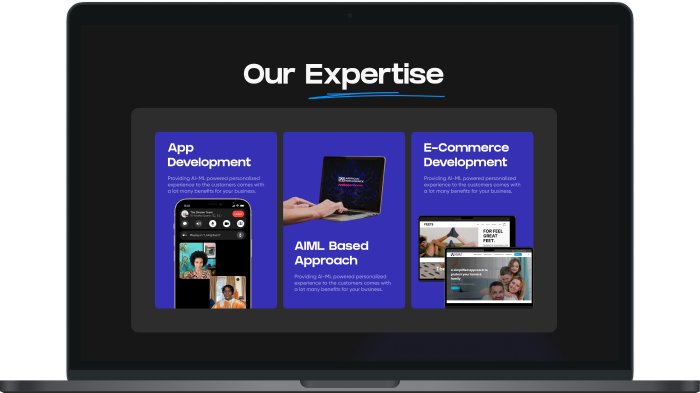 Our Expertise
App
Development
Providing AI-ML powered personalized
experience to the customers comes with
a lot many benefits for your business.
AIML Based
Approach
Providing AI-ML powered personalized
experience to the customers comes with
a lot many benefits for your business.
E-Commerce
Development
Providing AI-ML powered personalized
experience to the customers comes with
a lot many benefits for your business.
FEETS
FOR FEEL
GREAT
FEET.